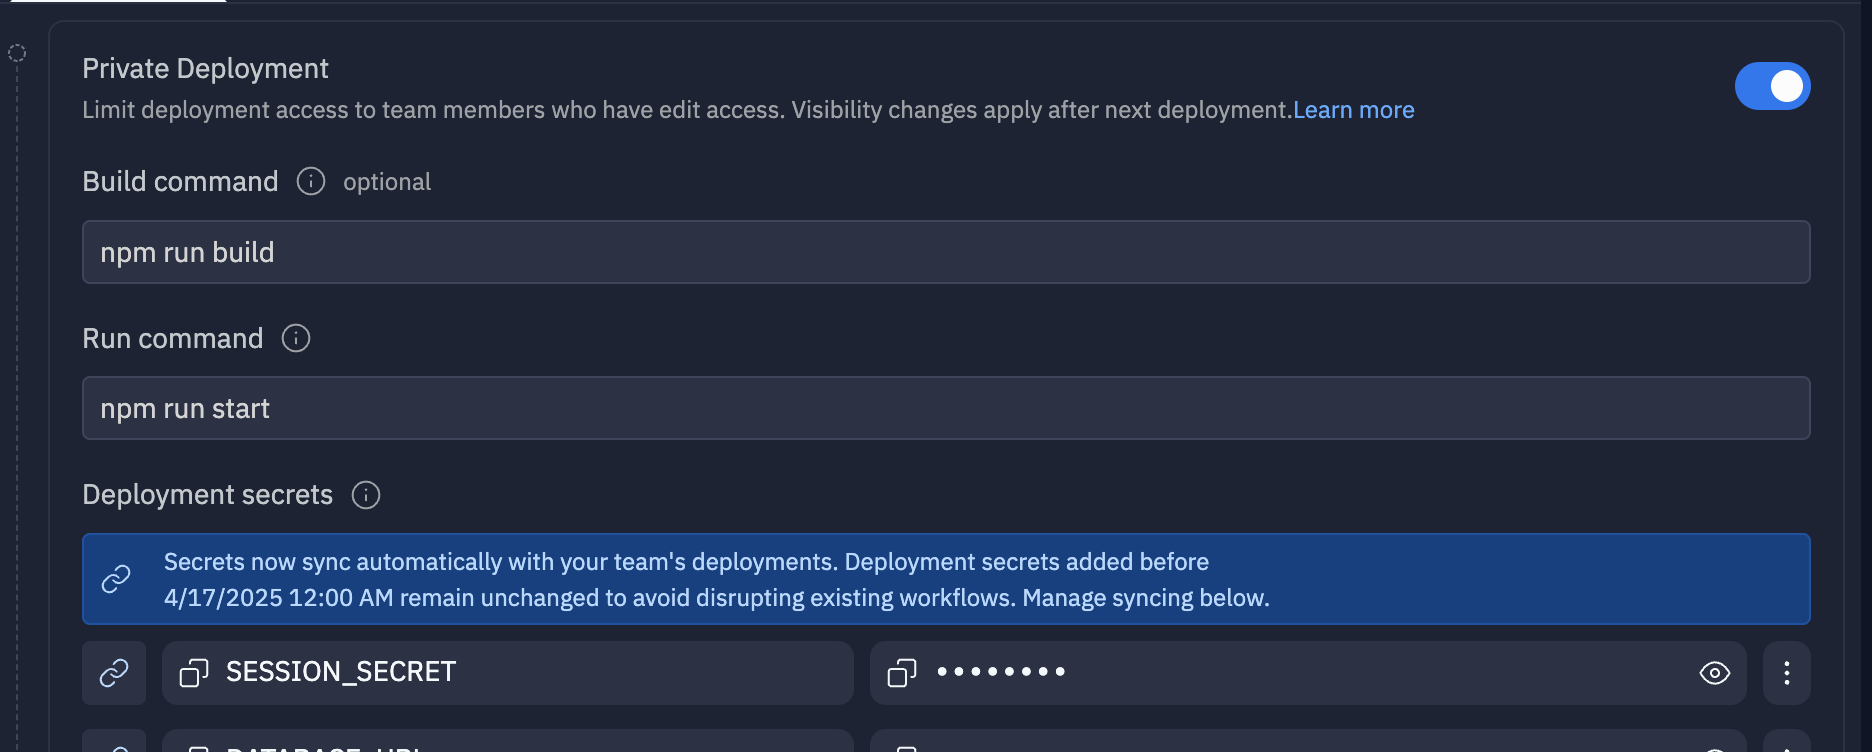 Private Deployment
Limit deployment access to team members who have edit access. Visibility changes apply after next deployment.Learn more
Build command optional
npm run build
Run command
npm run start
Deployment secrets
Secrets now sync automatically with your team's deployments. Deployment secrets added before
4/17/2025 12:00 AM remain unchanged to avoid disrupting existing workflows. Manage syncing below.
SESSION_SECRET ••••••••
DATABASE_URL